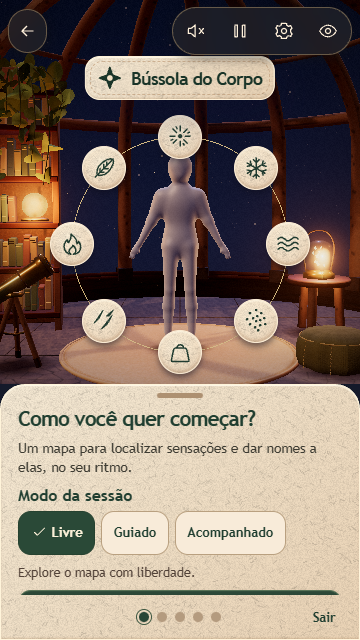 Bússola do Corpo
Como você quer começar?
Um mapa para localizar sensações e dar nomes a
elas, no seu ritmo.
Modo da sessão
Livre
Guiado
Acompanhado
Explore o mapa com liberdade.
Sair